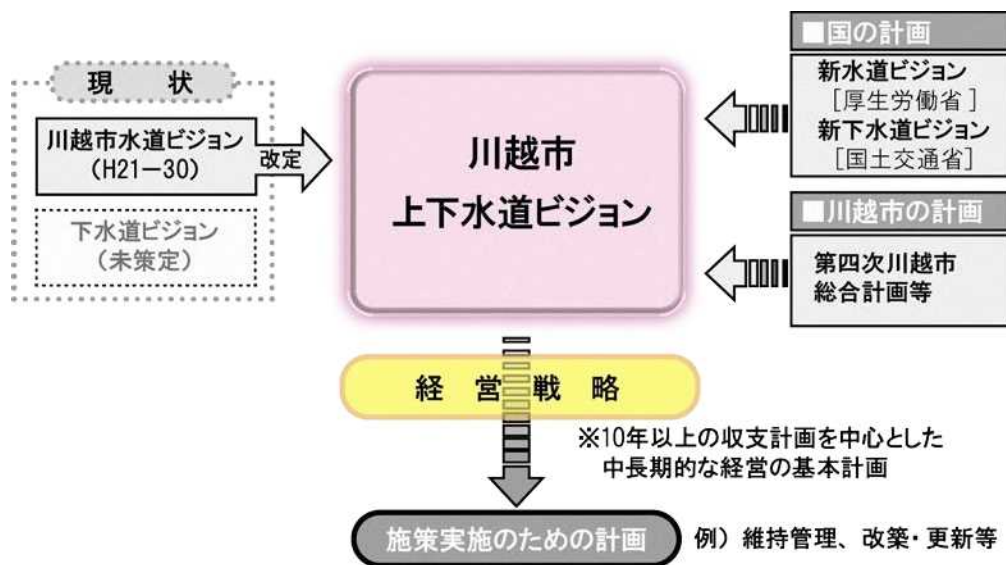 現 状
川越市水道ビジョン
(H21−30)
改定
下水道ビジョン
(未策定)
川越市
上下水道ビジョン
■国の計画
新水道ビジョン
[厚生労働省]
新下水道ビジョン
[国土交通省]
■川越市の計画
第四次川越市
総合計画等
経 営 戦 略
※10年以上の収支計画を中心とした
中長期的な経営の基本計画
施策実施のための計画
例）維持管理、改築・更新等